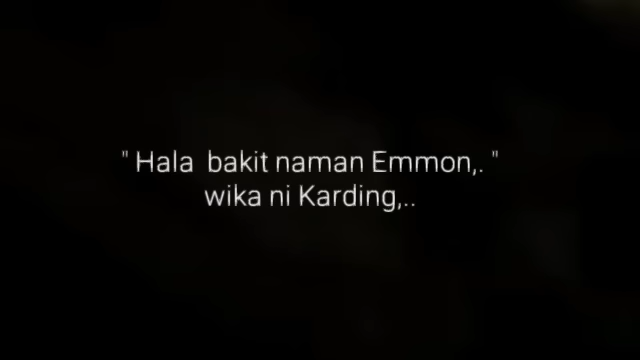 " Hala  bakit naman Emmon,. "
wika ni Karding,..